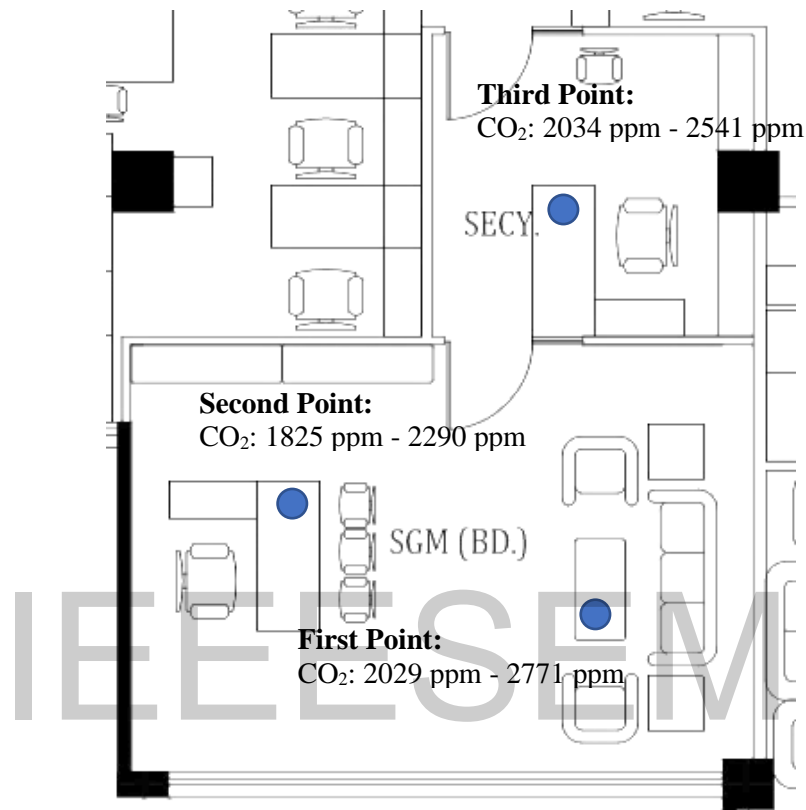 Third Point:
CO₂: 2034 ppm - 2541 ppm
SECY.
Second Point:
CO₂: 1825 ppm - 2290 ppm
SGM (BD.)
First Point:
CO₂: 2029 ppm - 2771 ppm
IEEESEM